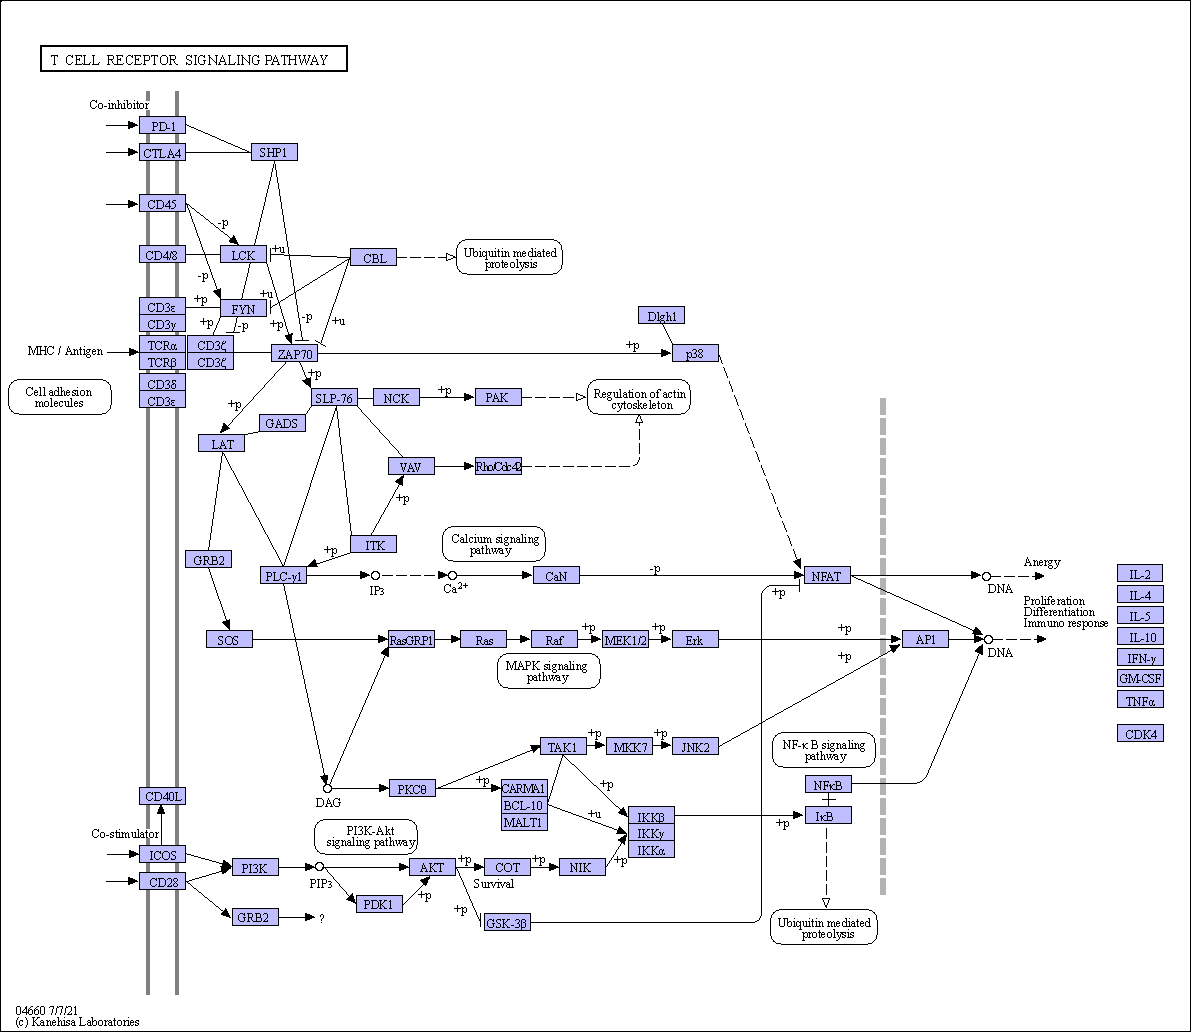 T CELL RECEPTOR SIGNALING PATHWAY
Co-inhibitor
PD-1
CTLA4
SHP1
CD45
-p
CD4/8
LCK
+u
CBL
Ubiquitin mediated
proteolysis
-p
+p
+u
CD3ε
FYN
CD3γ
+p
-p
+p
-p
+u
Dlgh1
MHC / Antigen
TCRα
CD3ζ
ZAP70
+p
p38
TCRβ
CD3ζ
Cell adhesion
molecules
CD3δ
CD3ε
+p
SLP-76
NCK
+p
PAK
Regulation of actin
cytoskeleton
+p
GADS
LAT
VAV
Rho/Cdc42
+p
ITK
+p
Calcium signaling
pathway
GRB2
PLC-γ1
IP3
Ca2+
CaN
-p
NFAT
+p
DNA
Anergy
Proliferation
Differentiation
Immuno response
IL-2
IL-4
IL-5
IL-10
IFN-γ
GM-CSF
TNFα
CDK4
SOS
RasGRP1
Ras
Raf
+p
MEK1/2
+p
Erk
+p
AP1
DNA
MAPK signaling
pathway
+p
TAK1
+p
MKK7
+p
JNK2
NF-κB signaling
pathway
DAG
PKCθ
+p
CARMA1
BCL-10
MALT1
+p
+u
IKKβ
IKKγ
IKKα
+p
NFκB
IκB
CD40L
Co-stimulator
PI3K-Akt
signaling pathway
ICOS
CD28
PI3K
PIP3
AKT
+p
COT
+p
NIK
+p
Survival
PDK1
+p
+p
GRB2
?
GSK-3β
Ubiquitin mediated
proteolysis
04660 7/7/21
(c) Kanehisa Laboratories